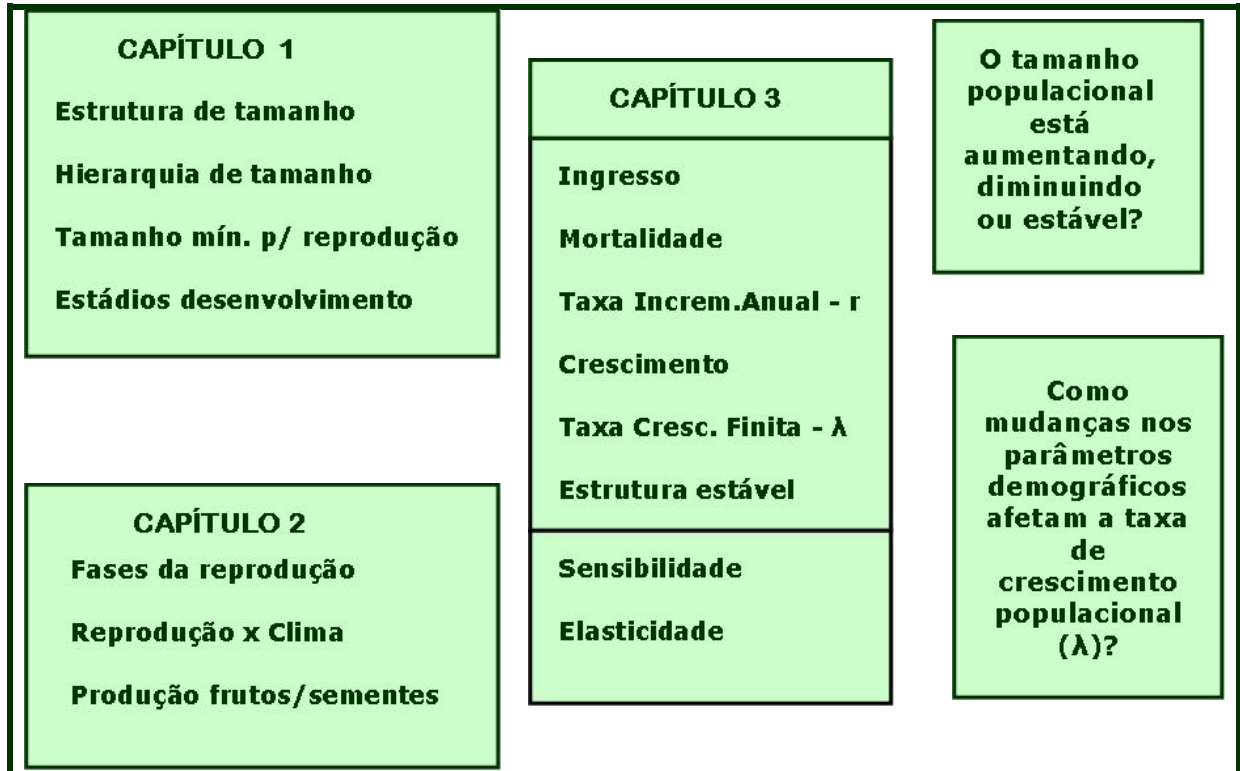 CAPÍTULO 1
Estrutura de tamanho
Hierarquia de tamanho
Tamanho mín. p/ reprodução
Estádios desenvolvimento
CAPÍTULO 2
Fases da reprodução
Reprodução x Clima
Produção frutos/sementes
CAPÍTULO 3
Ingresso
Mortalidade
Taxa Increm.Anual - r
Crescimento
Taxa Cresc. Finita - λ
Estrutura estável
Sensibilidade
Elasticidade
O tamanho
populacional
está
aumentando,
diminuindo
ou estável?
Como
mudanças nos
parâmetros
demográficos
afetam a taxa
de
crescimento
populacional
(λ)?